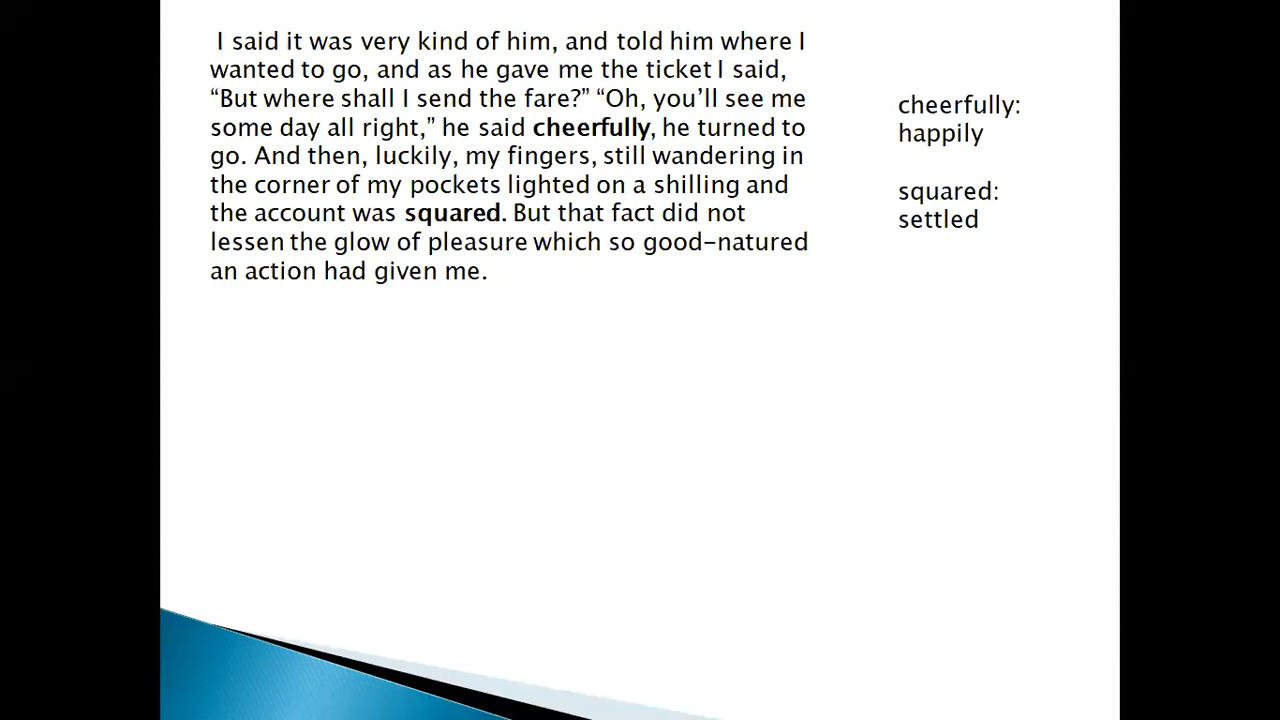 I said it was very kind of him, and told him where I
wanted to go, and as he gave me the ticket I said,
“But where shall I send the fare?” “Oh, you’ll see me
some day all right,” he said cheerfully, he turned to
go. And then, luckily, my fingers, still wandering in
the corner of my pockets lighted on a shilling and
the account was squared. But that fact did not
lessen the glow of pleasure which so good-natured
an action had given me.
cheerfully:
happily
squared:
settled